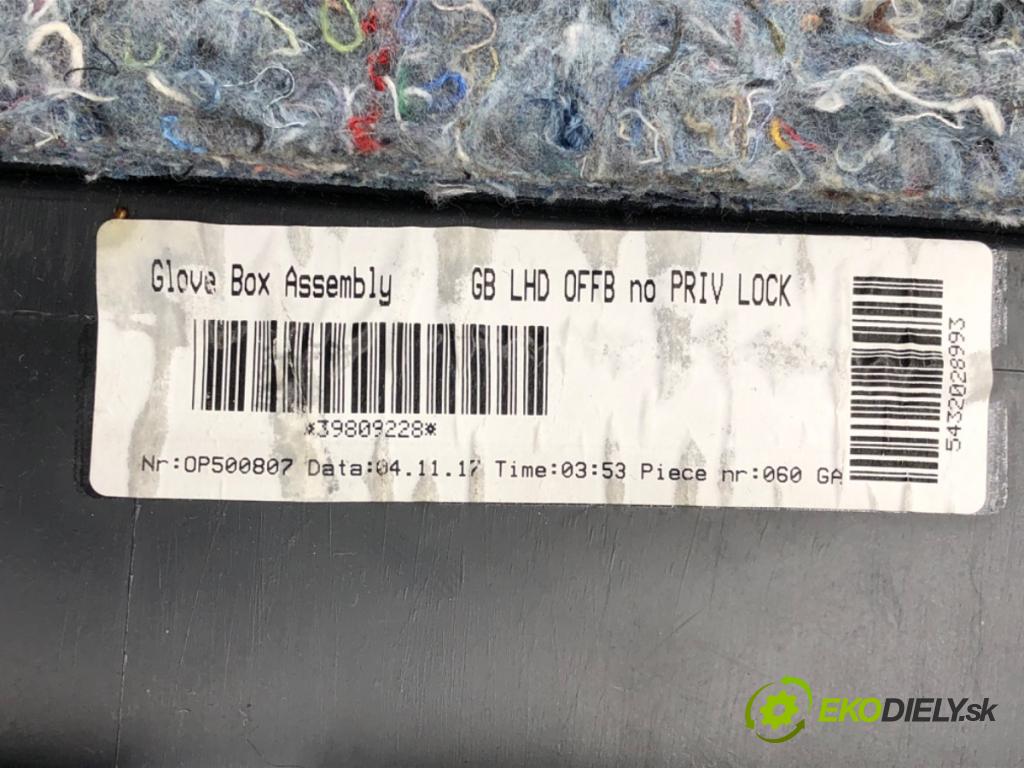 Glove Box Assembly GB LHD OFFB no PRIV LOCK
*39809228*
Nr:OP500807 Data:04.11.17 Time:03:53 Piece nr:060 GA
5432028993
EKODIELY.sk